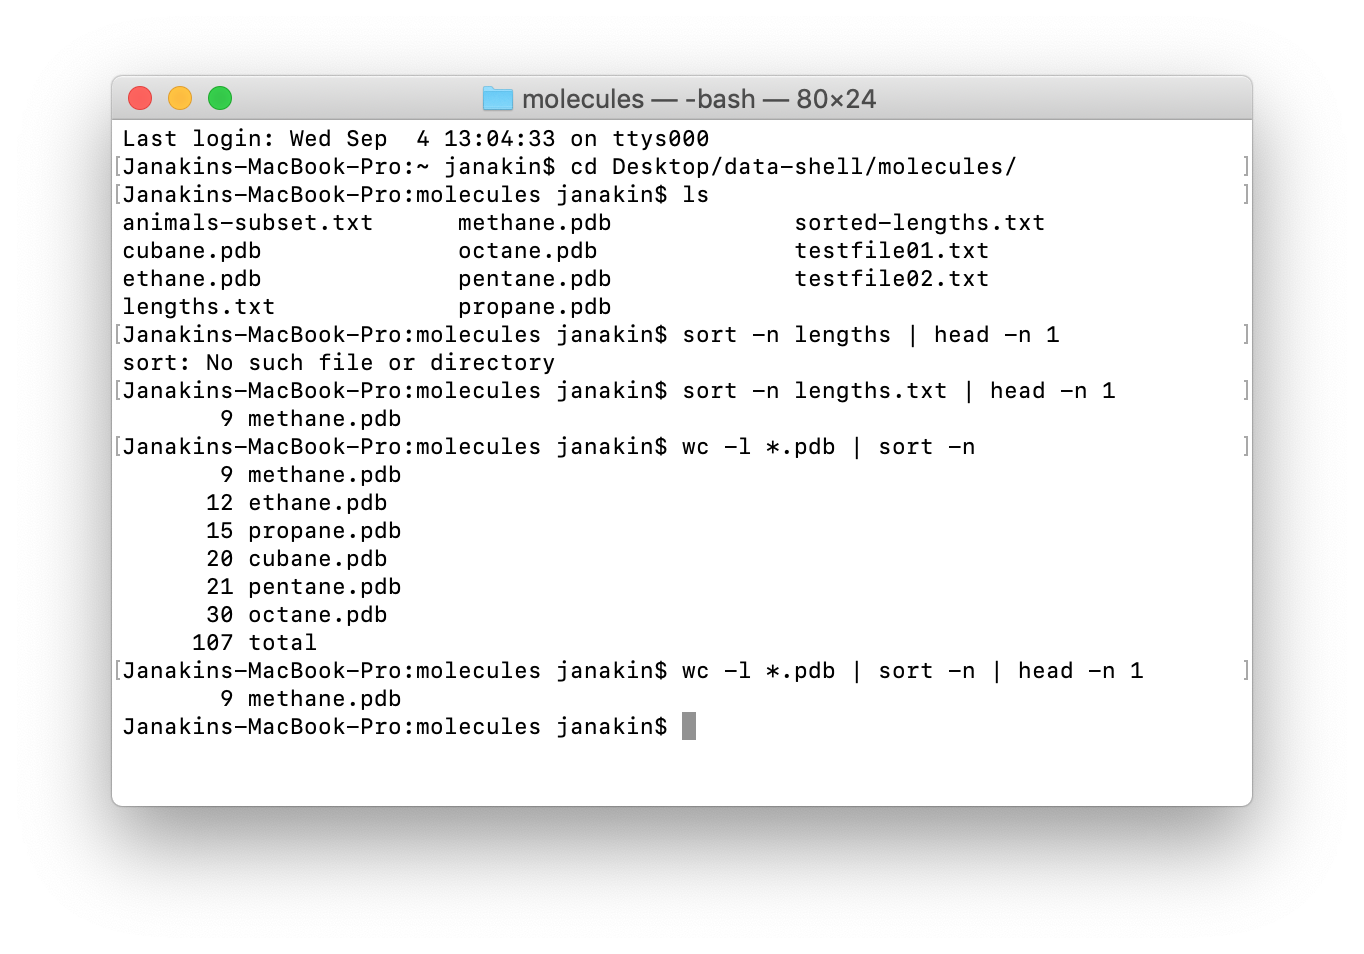 molecules — -bash — 80×24
Last login: Wed Sep  4 13:04:33 on ttys000
[Janakins-MacBook-Pro:~ janakin$ cd Desktop/data-shell/molecules/ ]
[Janakins-MacBook-Pro:molecules janakin$ ls ]
animals-subset.txt      methane.pdb             sorted-lengths.txt
cubane.pdb              octane.pdb              testfile01.txt
ethane.pdb              pentane.pdb             testfile02.txt
lengths.txt             propane.pdb
[Janakins-MacBook-Pro:molecules janakin$ sort -n lengths | head -n 1 ]
sort: No such file or directory
[Janakins-MacBook-Pro:molecules janakin$ sort -n lengths.txt | head -n 1 ]
       9 methane.pdb
[Janakins-MacBook-Pro:molecules janakin$ wc -l *.pdb | sort -n ]
       9 methane.pdb
      12 ethane.pdb
      15 propane.pdb
      20 cubane.pdb
      21 pentane.pdb
      30 octane.pdb
     107 total
[Janakins-MacBook-Pro:molecules janakin$ wc -l *.pdb | sort -n | head -n 1 ]
       9 methane.pdb
Janakins-MacBook-Pro:molecules janakin$